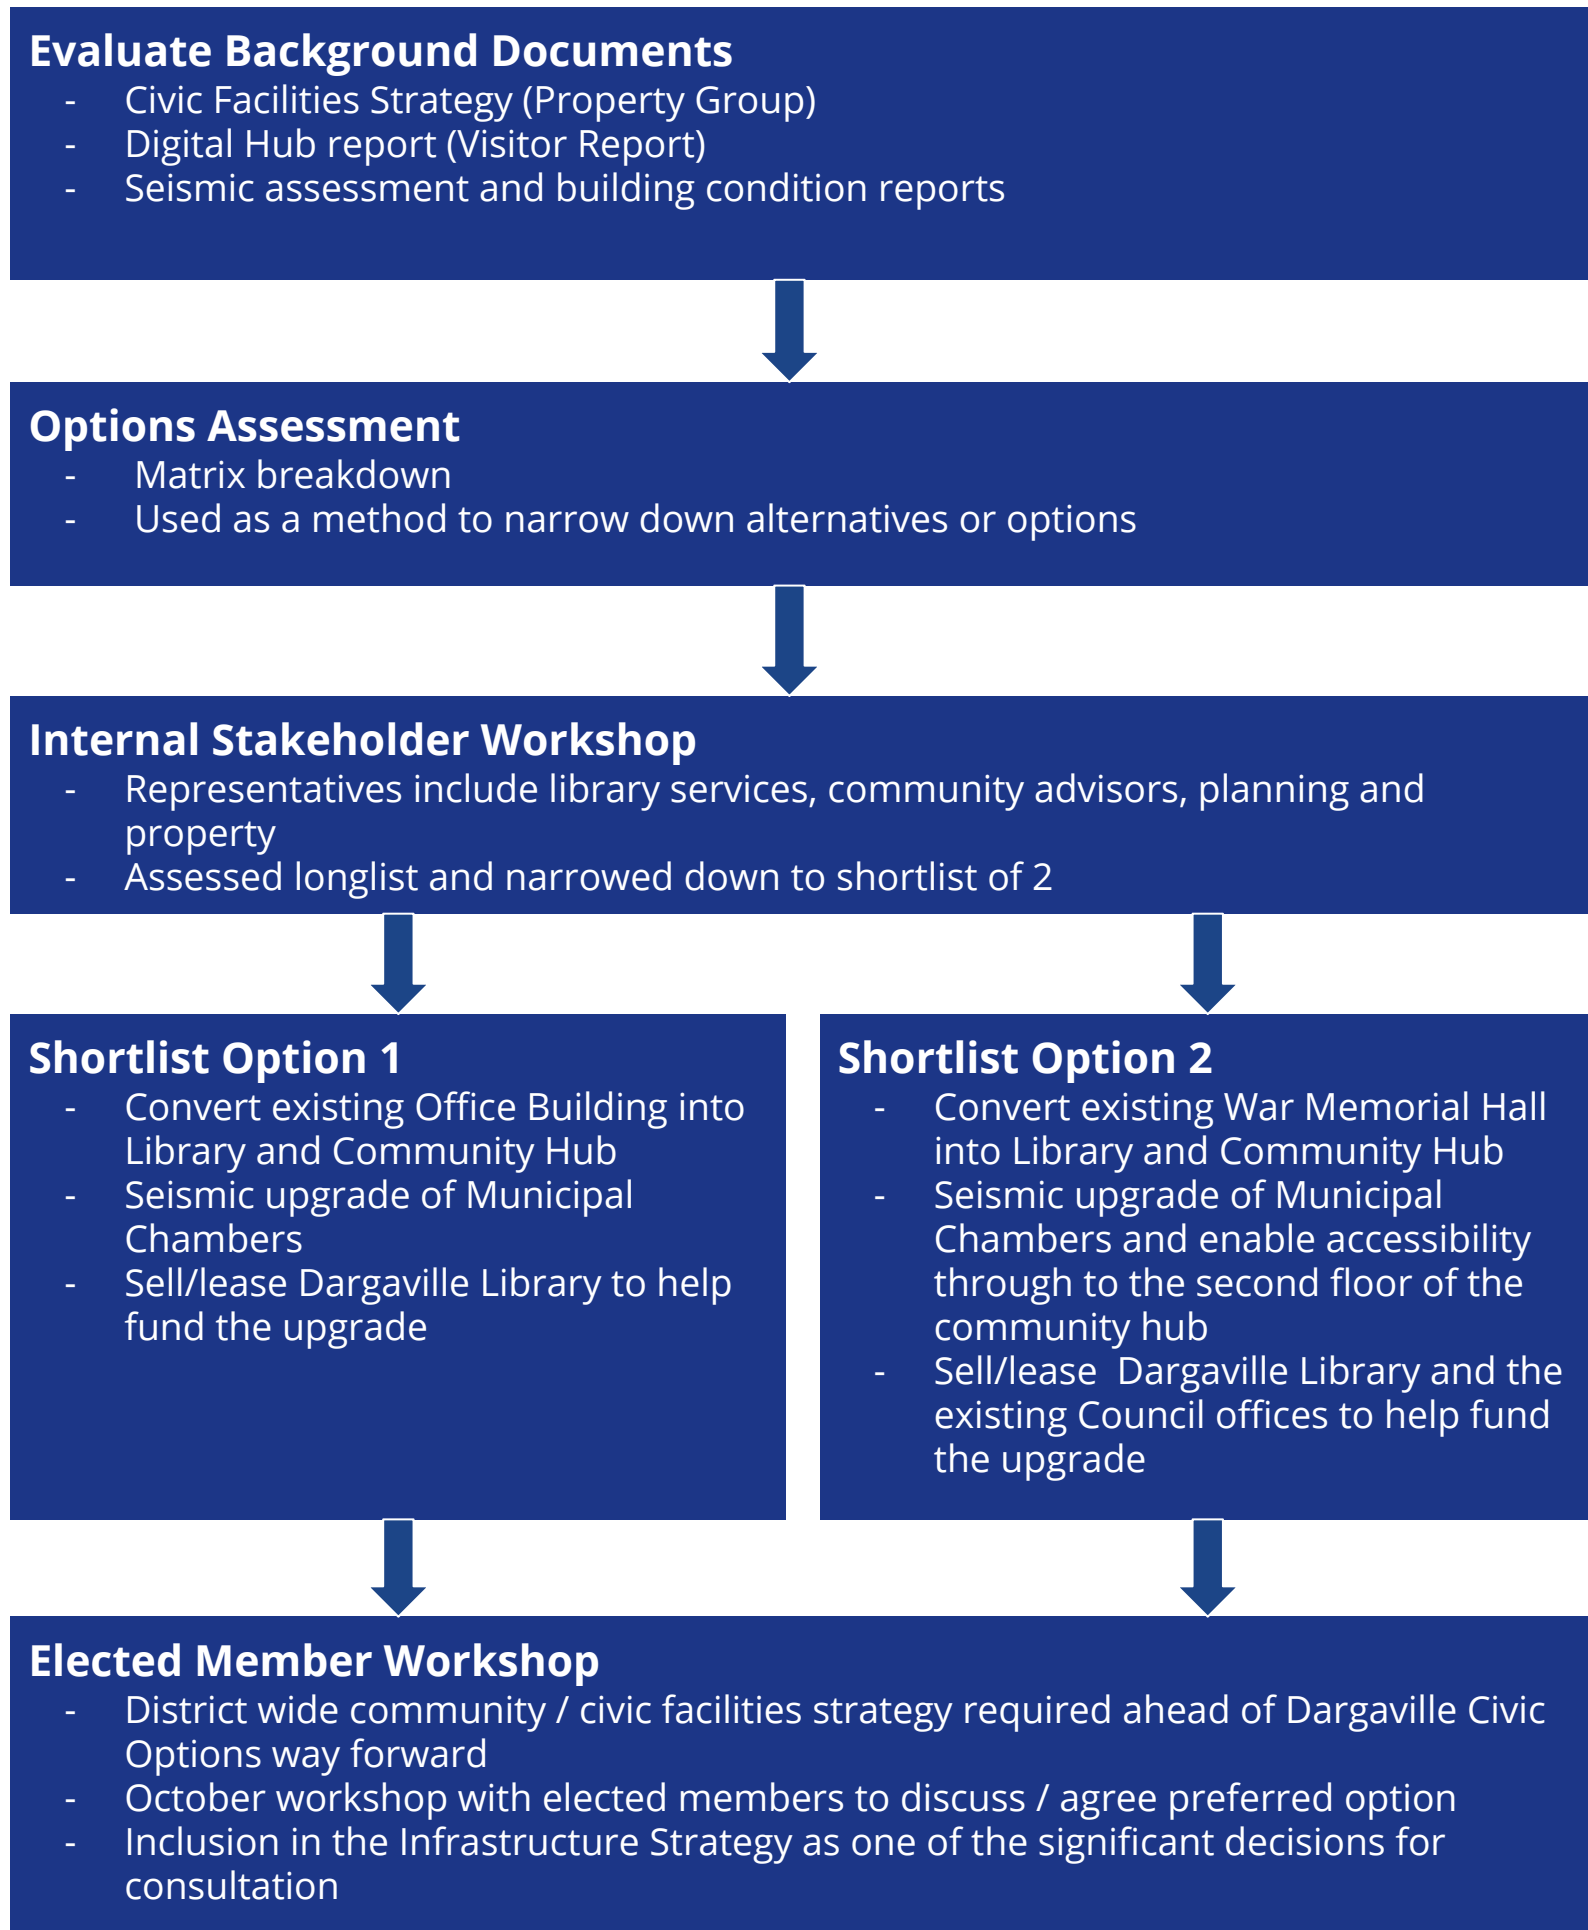 Evaluate Background Documents
- Civic Facilities Strategy (Property Group)
- Digital Hub report (Visitor Report)
- Seismic assessment and building condition reports
Options Assessment
- Matrix breakdown
- Used as a method to narrow down alternatives or options
Internal Stakeholder Workshop
- Representatives include library services, community advisors, planning and
property
- Assessed longlist and narrowed down to shortlist of 2
Shortlist Option 1
- Convert existing Office Building into
Library and Community Hub
- Seismic upgrade of Municipal
Chambers
- Sell/lease Dargaville Library to help
fund the upgrade
Shortlist Option 2
- Convert existing War Memorial Hall
into Library and Community Hub
- Seismic upgrade of Municipal
Chambers and enable accessibility
through to the second floor of the
community hub
- Sell/lease  Dargaville Library and the
existing Council offices to help fund
the upgrade
Elected Member Workshop
- District wide community / civic facilities strategy required ahead of Dargaville Civic
Options way forward
- October workshop with elected members to discuss / agree preferred option
- Inclusion in the Infrastructure Strategy as one of the significant decisions for
consultation